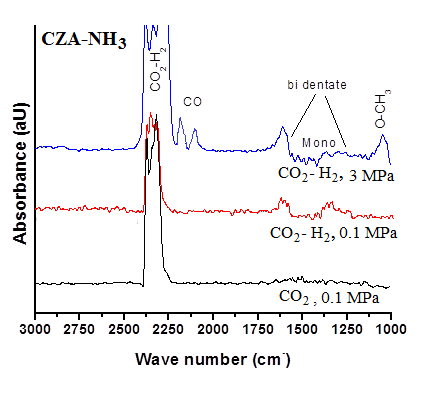 CZA-NH₃
CO₂-H₂
CO
bi dentate
O-CH₃
Mono
CO₂- H₂, 3 MPa
CO₂- H₂, 0.1 MPa
CO₂ , 0.1 MPa
Absorbance (aU)
3000 2750 2500 2250 2000 1750 1500 1250 1000
Wave number (cm⁻)